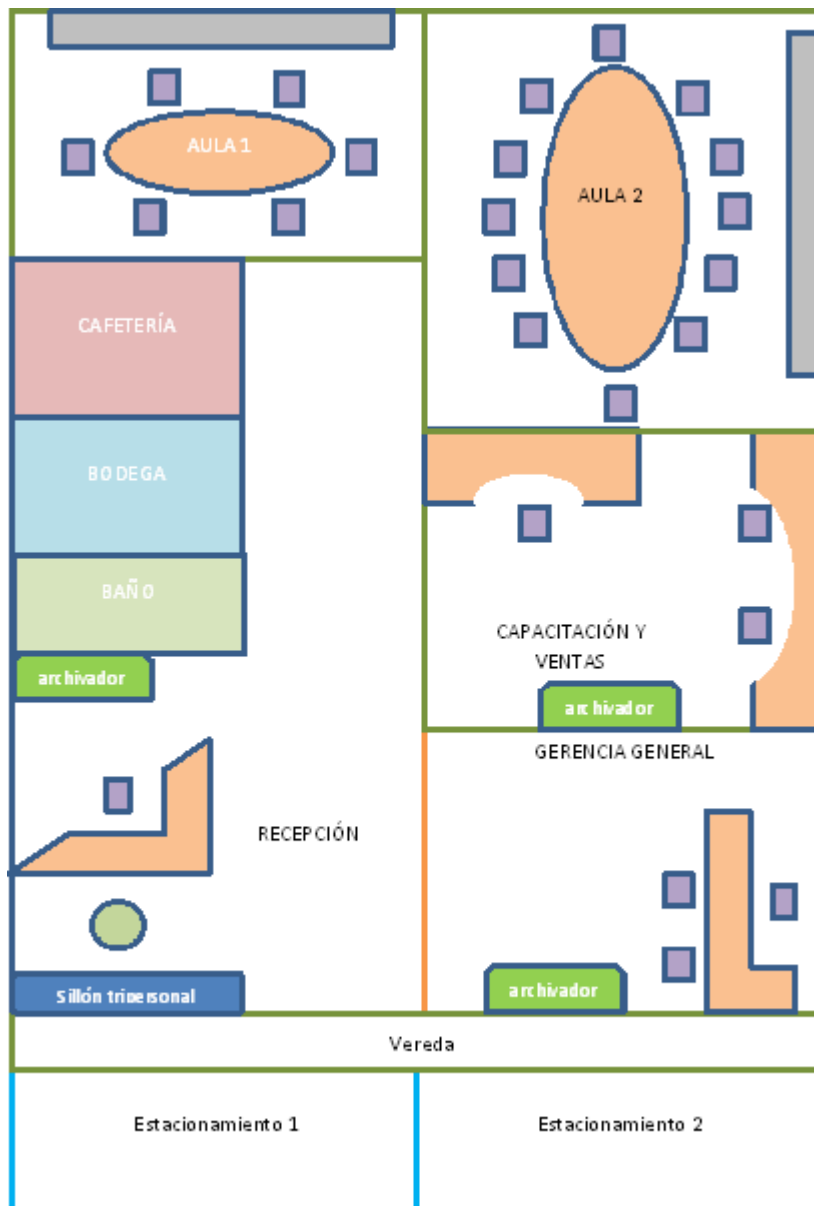 AULA 1
AULA 2
CAFETERÍA
BODEGA
BAÑO
CAPACITACIÓN Y
VENTAS
archivador
archivador
GERENCIA GENERAL
RECEPCIÓN
archivador
Sillón tripersonal
Vereda
Estacionamiento 1
Estacionamiento 2